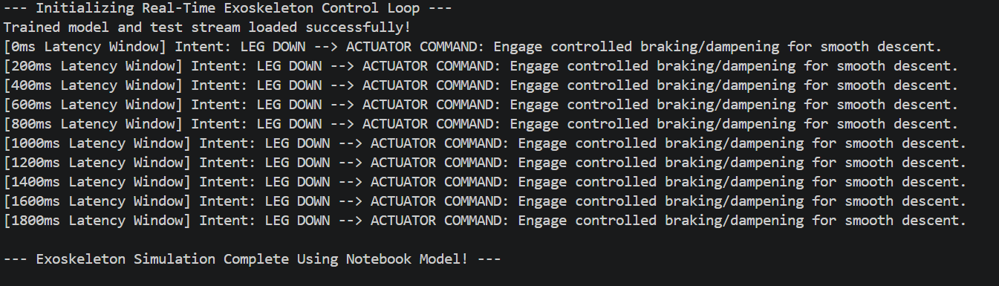 --- Initializing Real-Time Exoskeleton Control Loop ---
Trained model and test stream loaded successfully!
[0ms Latency Window] Intent: LEG DOWN --> ACTUATOR COMMAND: Engage controlled braking/dampening for smooth descent.
[200ms Latency Window] Intent: LEG DOWN --> ACTUATOR COMMAND: Engage controlled braking/dampening for smooth descent.
[400ms Latency Window] Intent: LEG DOWN --> ACTUATOR COMMAND: Engage controlled braking/dampening for smooth descent.
[600ms Latency Window] Intent: LEG DOWN --> ACTUATOR COMMAND: Engage controlled braking/dampening for smooth descent.
[800ms Latency Window] Intent: LEG DOWN --> ACTUATOR COMMAND: Engage controlled braking/dampening for smooth descent.
[1000ms Latency Window] Intent: LEG DOWN --> ACTUATOR COMMAND: Engage controlled braking/dampening for smooth descent.
[1200ms Latency Window] Intent: LEG DOWN --> ACTUATOR COMMAND: Engage controlled braking/dampening for smooth descent.
[1400ms Latency Window] Intent: LEG DOWN --> ACTUATOR COMMAND: Engage controlled braking/dampening for smooth descent.
[1600ms Latency Window] Intent: LEG DOWN --> ACTUATOR COMMAND: Engage controlled braking/dampening for smooth descent.
[1800ms Latency Window] Intent: LEG DOWN --> ACTUATOR COMMAND: Engage controlled braking/dampening for smooth descent.
--- Exoskeleton Simulation Complete Using Notebook Model! ---